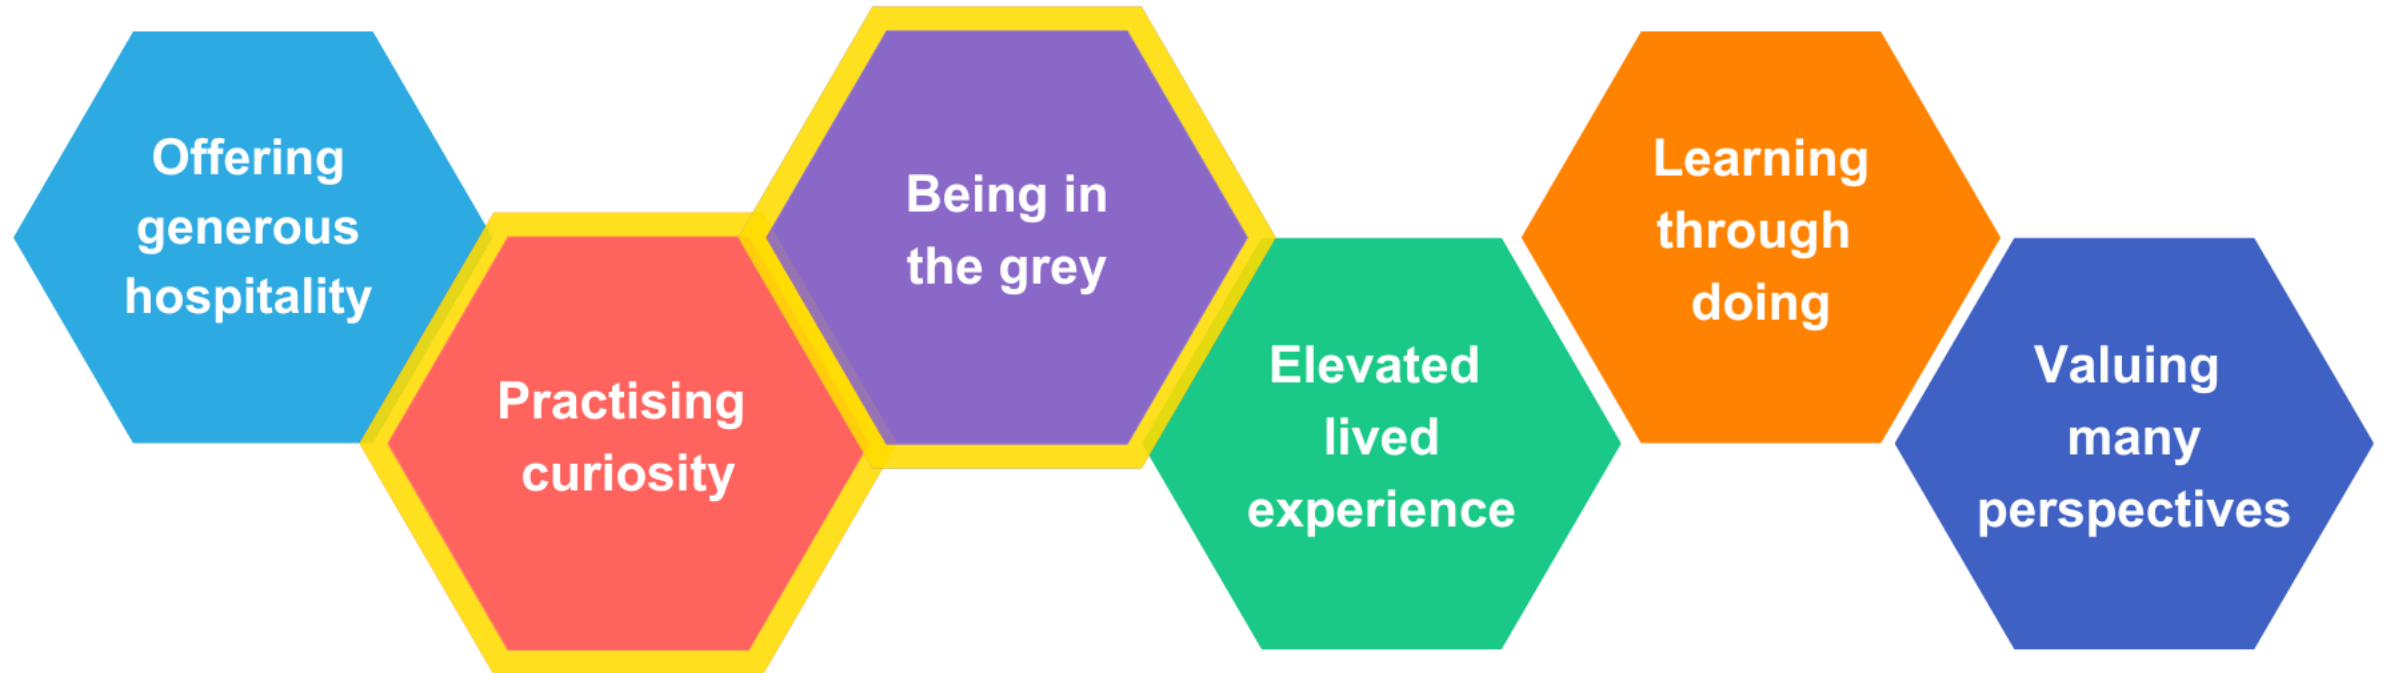 Offering
generous
hospitality
Practising
curiosity
Being in
the grey
Elevated
lived
experience
Learning
through
doing
Valuing
many
perspectives